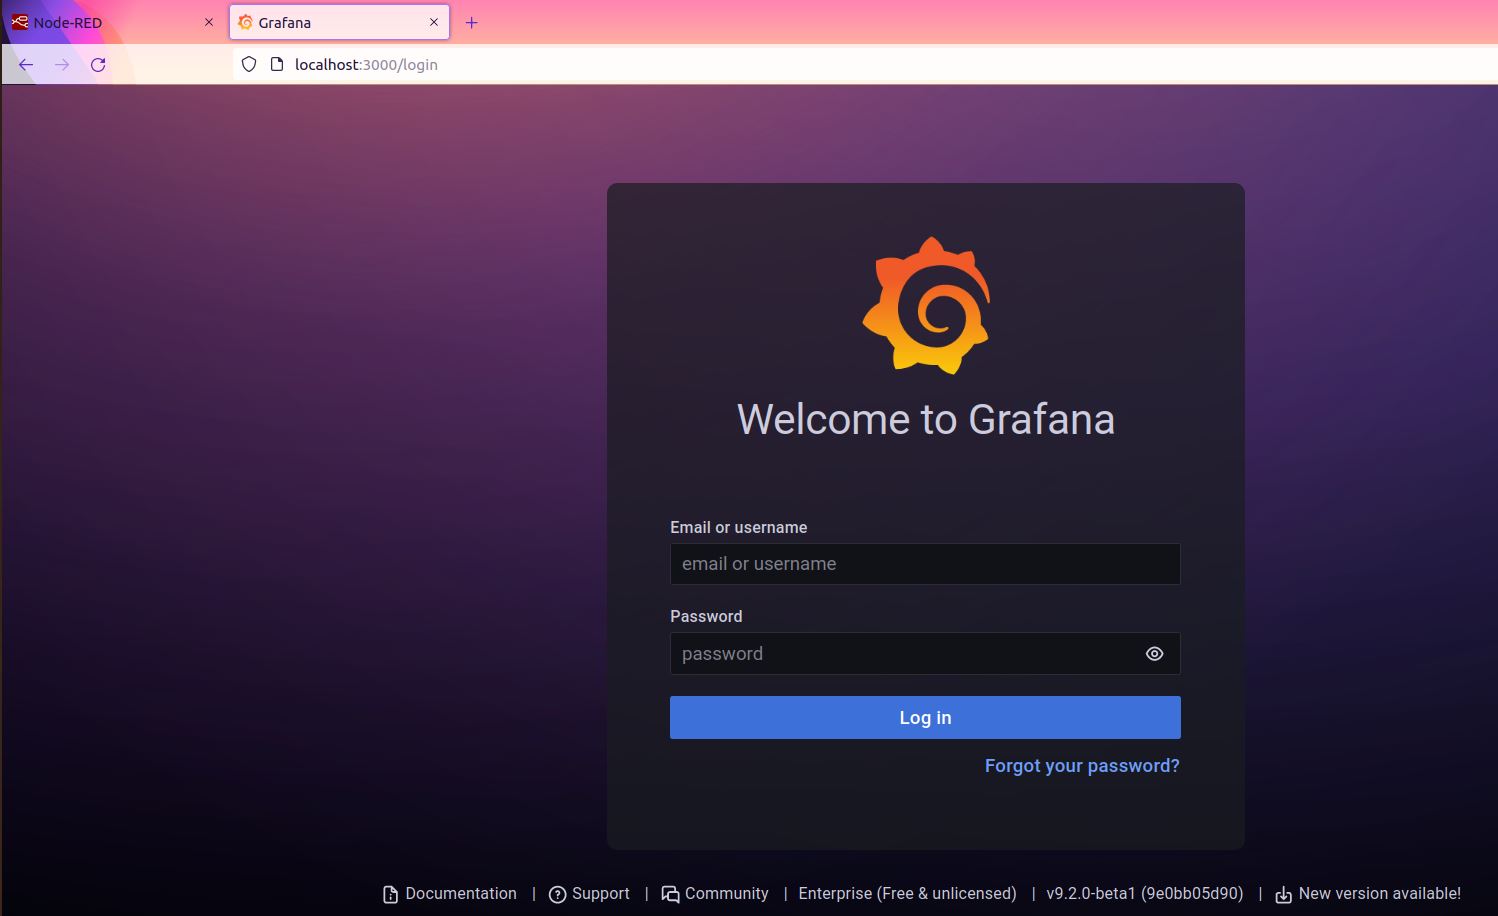 Node-RED
Grafana
localhost:3000/login
Welcome to Grafana
Email or username
email or username
Password
password
Log in
Forgot your password?
Documentation | Support | Community | Enterprise (Free & unlicensed) | v9.2.0-beta1 (9e0bb05d90) | New version available!